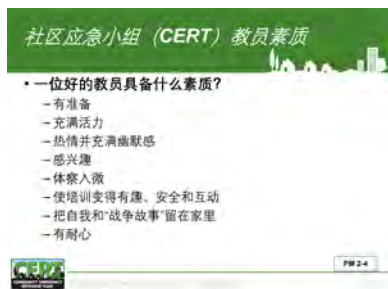 社区应急小组（CERT）教员素质
▪ 一位好的教员具备什么素质?
– 有准备
– 充满活力
– 热情并充满幽默感
– 感兴趣
– 体察入微
– 使培训变得有趣、安全和互动
– 把自我和“战争故事”留在家里
– 有耐心
CERT
PM 2-4